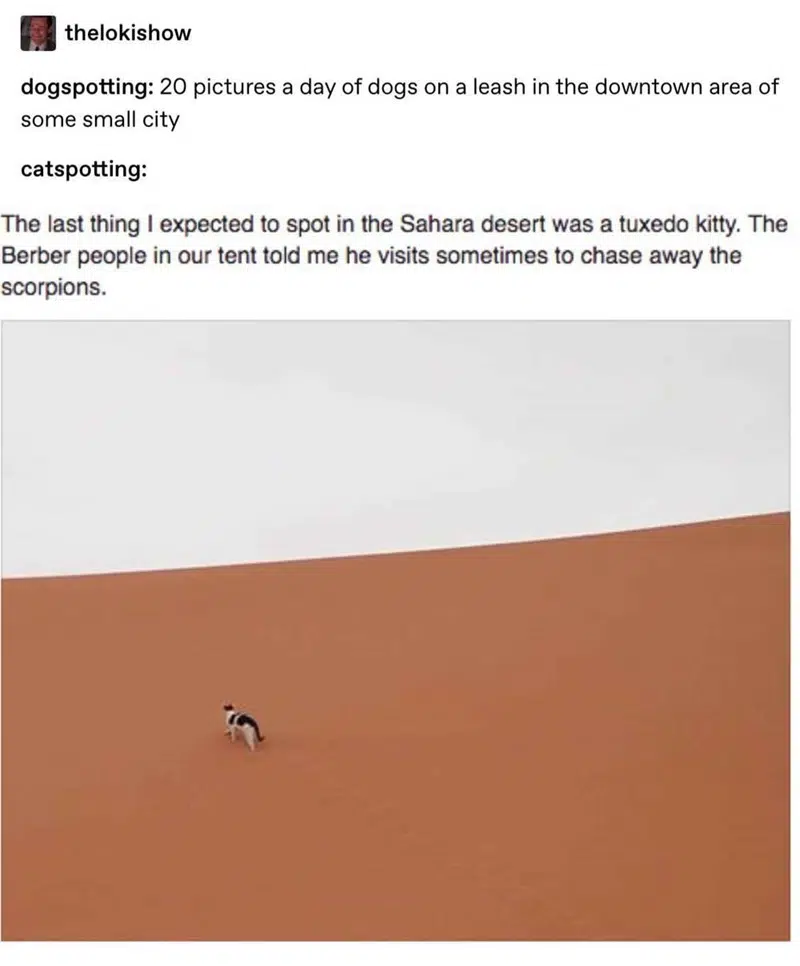 thelokishow
dogspotting: 20 pictures a day of dogs on a leash in the downtown area of
some small city
catspotting:
The last thing I expected to spot in the Sahara desert was a tuxedo kitty. The
Berber people in our tent told me he visits sometimes to chase away the
scorpions.